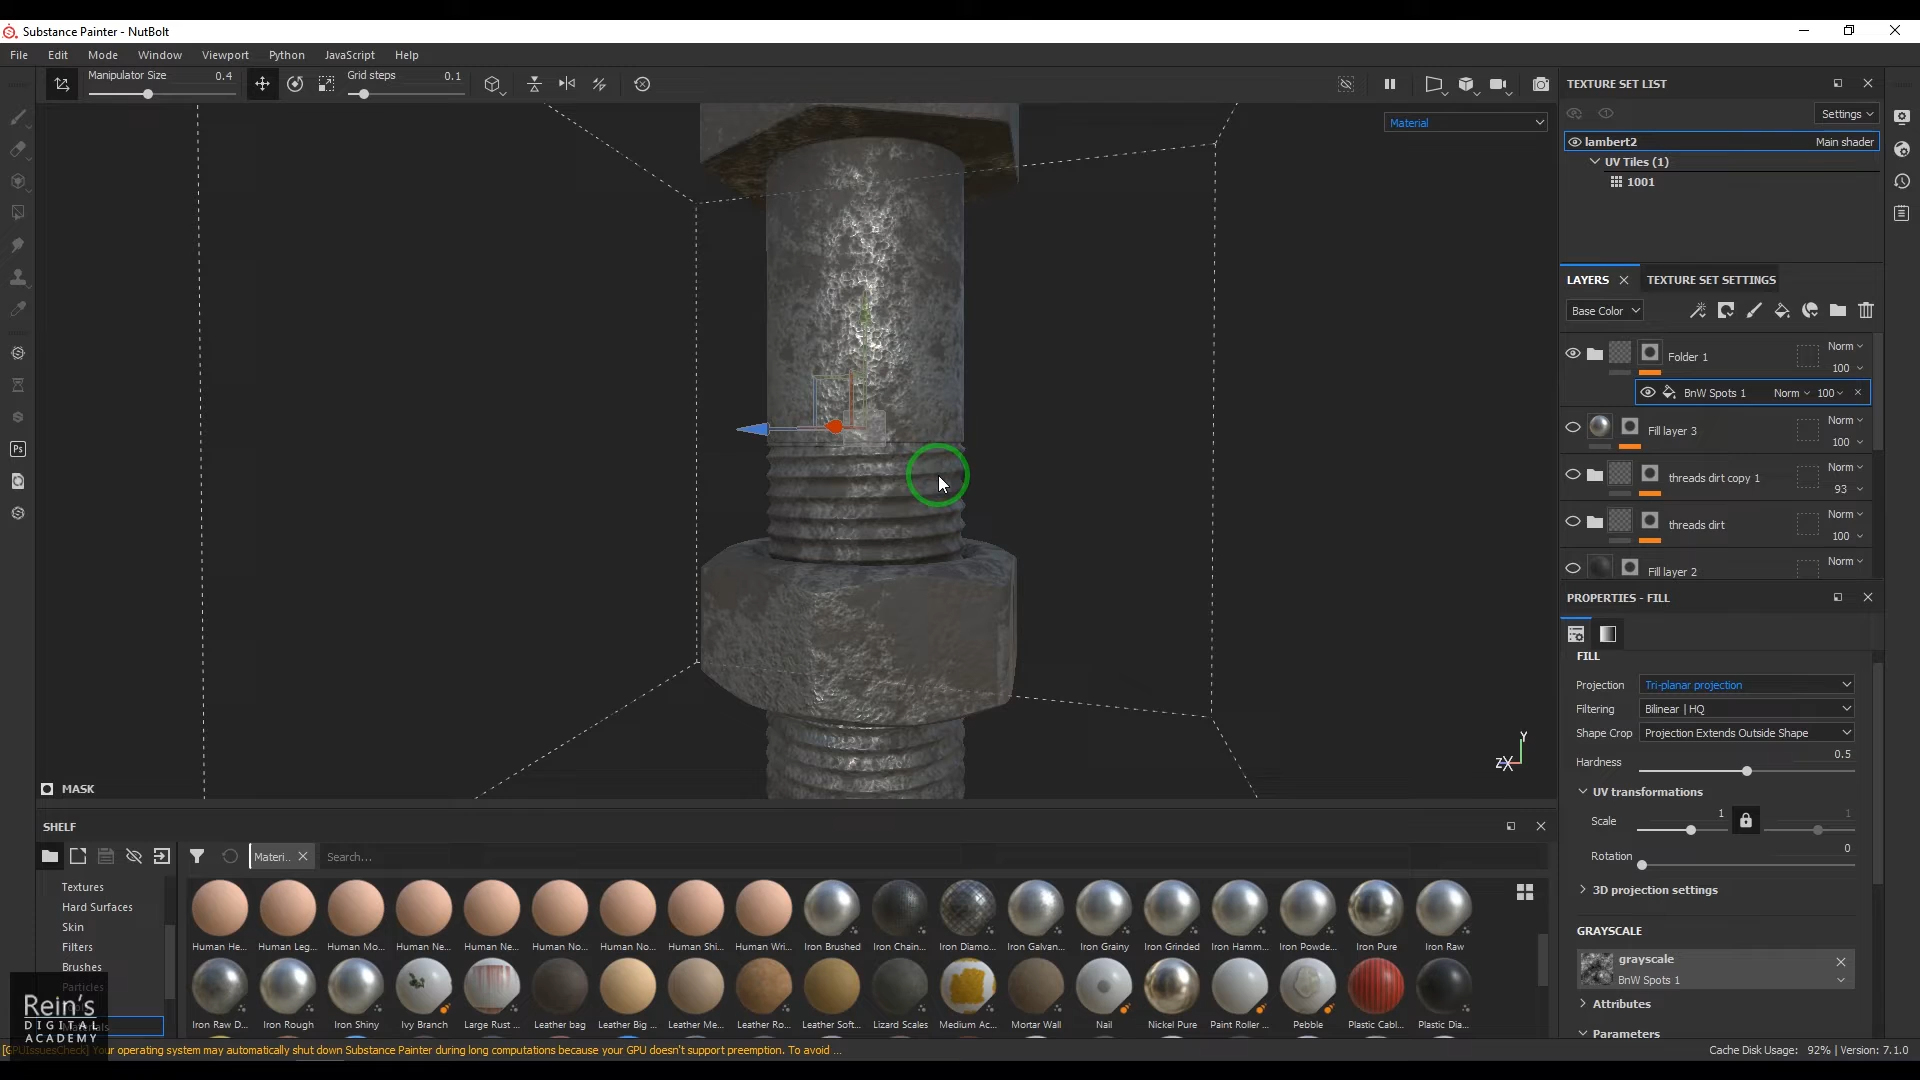 Substance Painter - NutBolt
File Edit Mode Window Viewport Python JavaScript Help
Manipulator Size 0.4
Grid steps 0.1
Material
TEXTURE SET LIST
Settings
lambert2 Main shader
UV Tiles (1)
1001
LAYERS TEXTURE SET SETTINGS
Base Color
Folder 1 Norm 100
BnW Spots 1 Norm 100
Fill layer 3 Norm 100
threads dirt copy 1 Norm 93
threads dirt Norm 100
Fill layer 2 Norm
PROPERTIES - FILL
FILL
Projection Tri-planar projection
Filtering Bilinear | HQ
Shape Crop Projection Extends Outside Shape
Hardness 0.5
UV transformations
Scale 1 1
Rotation 0
3D projection settings
GRAYSCALE
grayscale
BnW Spots 1
Attributes
Parameters
Y
Z X
Ps
MASK
SHELF
Materi.. Search...
Textures
Hard Surfaces
Skin
Filters
Brushes
Particles
Human He... Human Leg... Human Mo... Human Ne... Human Ne... Human No... Human No... Human Shi... Human Wri... Iron Brushed Iron Chain... Iron Diamo... Iron Galvan... Iron Grainy Iron Grinded Iron Hamm... Iron Powde... Iron Pure Iron Raw
Iron Raw D... Iron Rough Iron Shiny Ivy Branch Large Rust ... Leather bag Leather Big ... Leather Me... Leather Ro... Leather Soft... Lizard Scales Medium Ac... Mortar Wall Nail Nickel Pure Paint Roller ... Pebble Plastic Cabl... Plastic Dia...
Rein's
DIGITAL
ACADEMY
[GPUIssuesCheck] Your operating system may automatically shut down Substance Painter during long computations because your GPU doesn't support preemption. To avoid ...
Cache Disk Usage: 92% | Version: 7.1.0